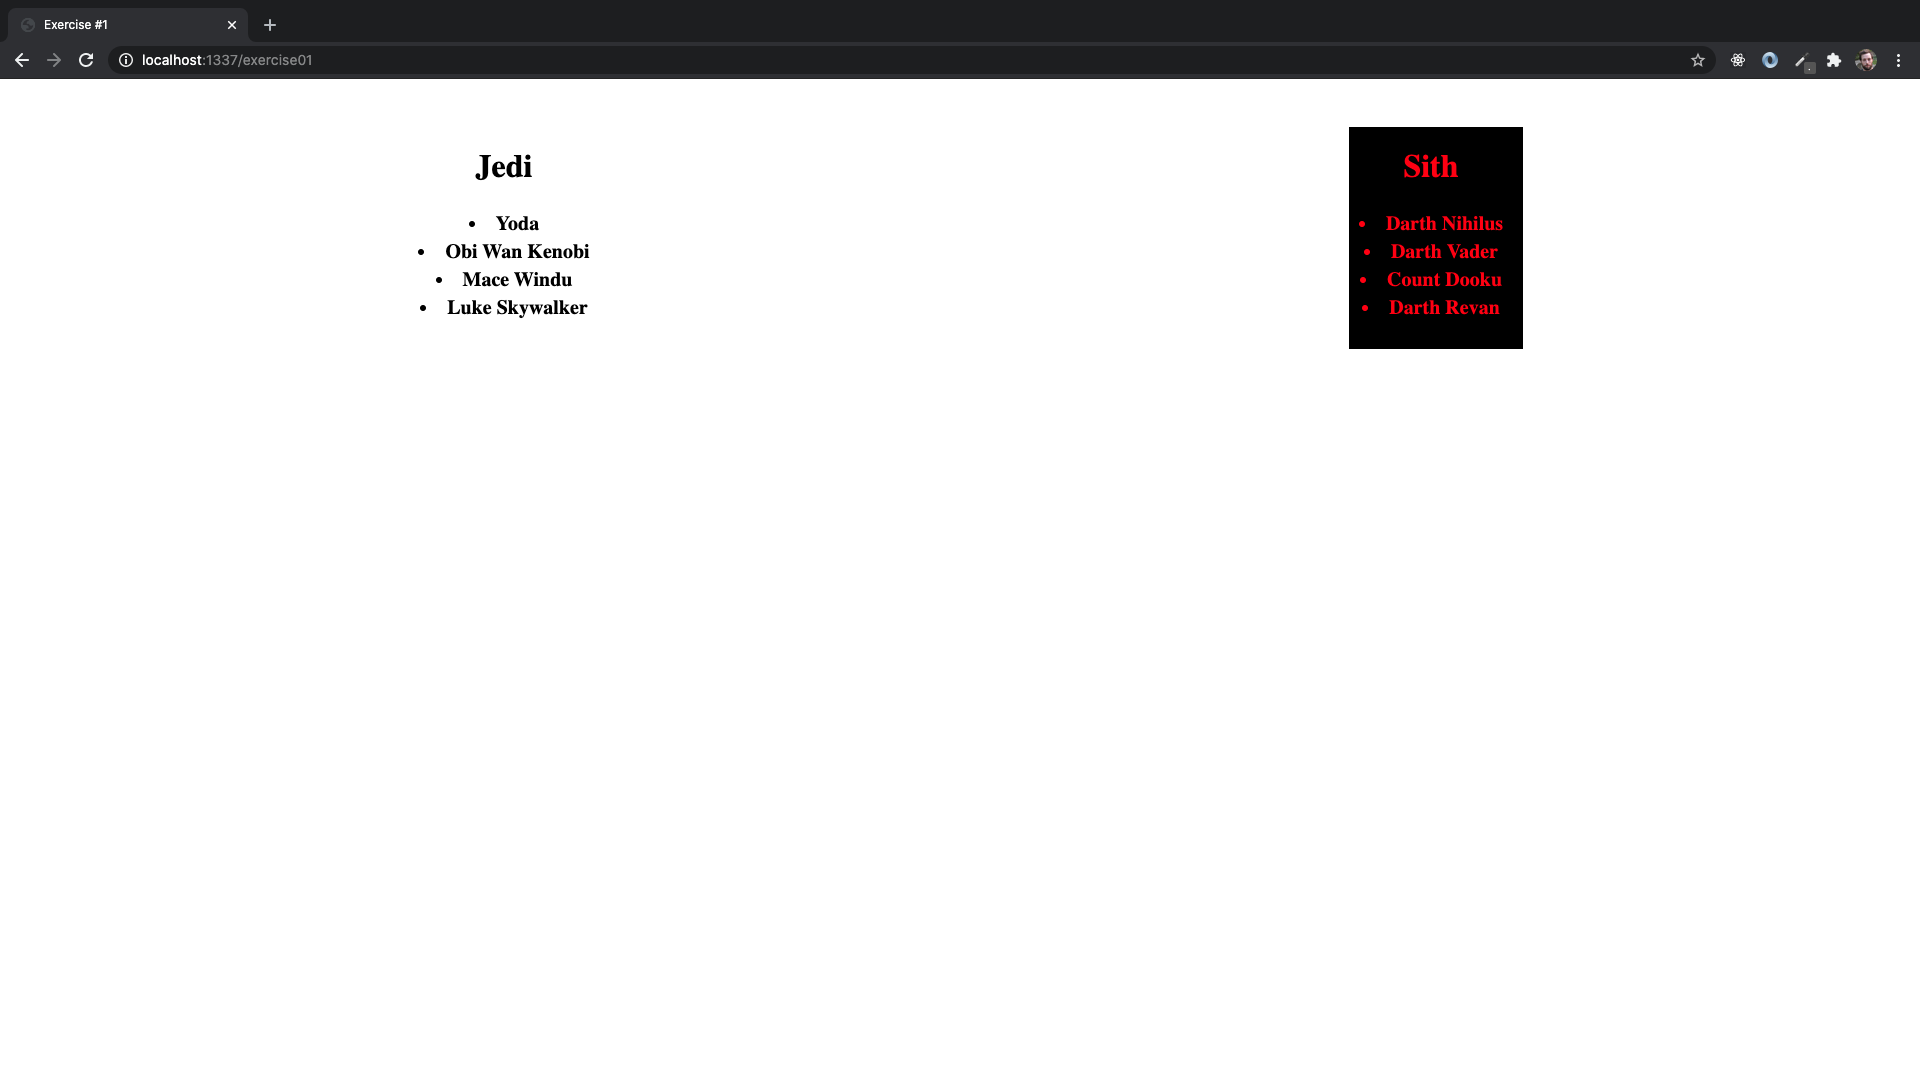 Exercise #1
localhost:1337/exercise01
Jedi
• Yoda
• Obi Wan Kenobi
• Mace Windu
• Luke Skywalker
Sith
• Darth Nihilus
• Darth Vader
• Count Dooku
• Darth Revan